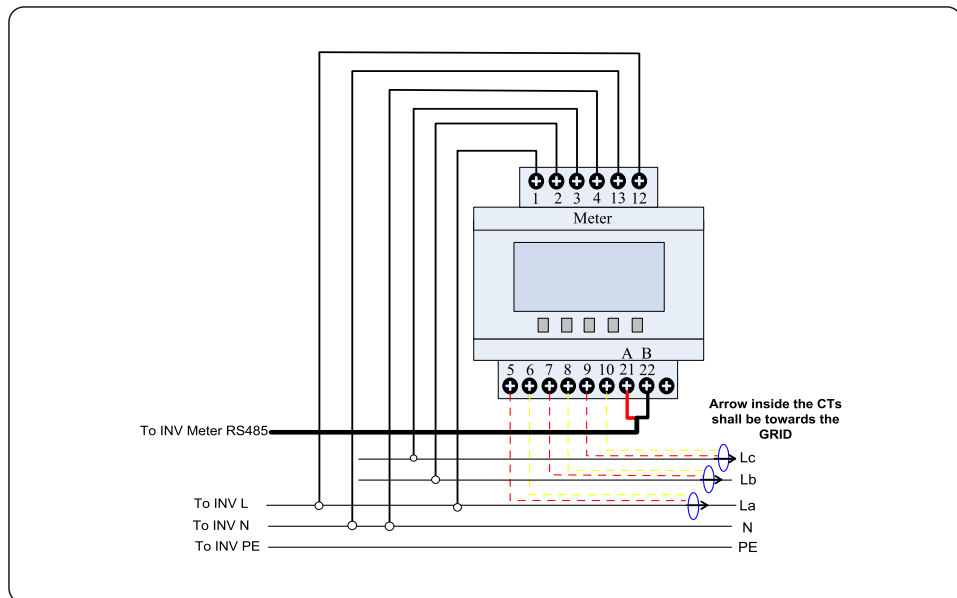 1 2 3 4 13 12
Meter
A B
5 6 7 8 9 10 21 22
Arrow inside the CTs
shall be towards the
GRID
To INV Meter RS485
Lc
Lb
To INV L
La
To INV N
N
To INV PE
PE